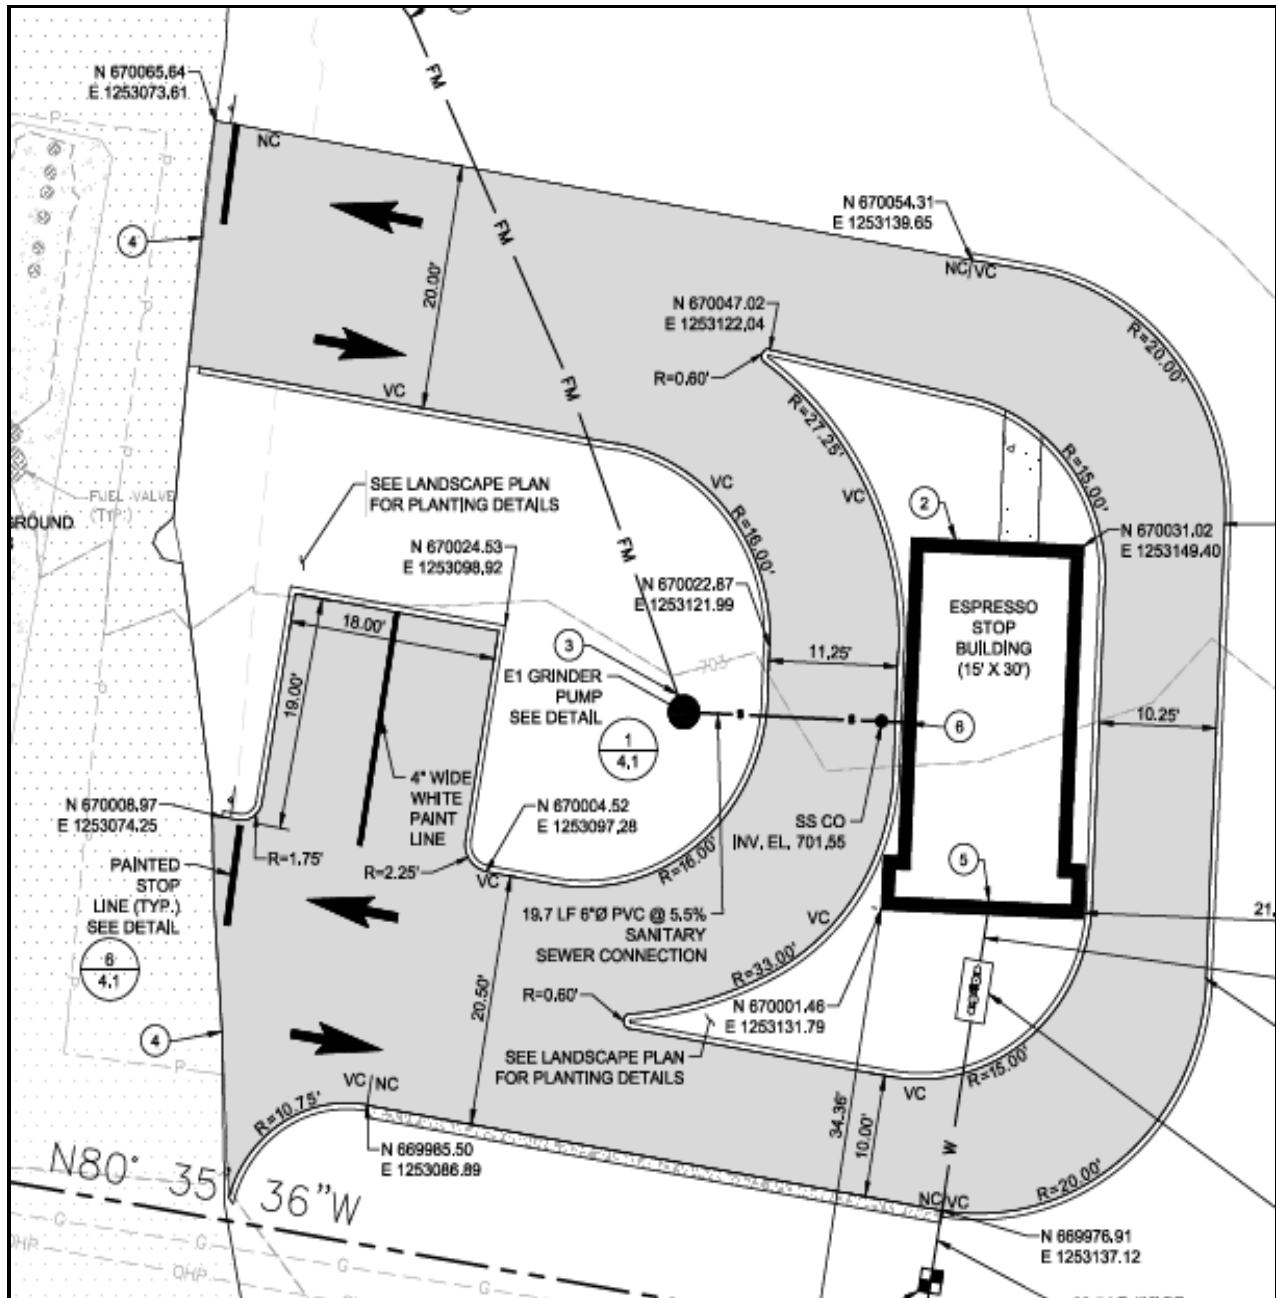 N 670065.64
E 1253073.61
NC
FM
4
20.00'
FM
N 670054.31
E 1253139.65
NC/VC
R=20.00'
N 670047.02
E 1253122.04
R=0.60'
R=27.25'
FM
VC
VC
VC
R=15.00'
R=16.00'
SEE LANDSCAPE PLAN
FOR PLANTING DETAILS
FUEL VALVE
(TYP.)
GROUND
2
N 670031.02
E 1253149.40
FM
N 670024.53
E 1253098.92
N 670022.87
E 1253121.99
ESPRESSO
STOP
BUILDING
(15' X 30')
18.00'
3
703
11.25'
19.00'
E1 GRINDER
PUMP
SEE DETAIL
S
S
6
10.25'
1
4.1
4" WIDE
WHITE
PAINT
LINE
N 670008.97
E 1253074.25
N 670004.52
E 1253097.28
SS CO
INV. EL. 701.55
R=1.75'
R=2.25'
VC
R=16.00'
5
PAINTED
STOP
LINE (TYP.)
SEE DETAIL
19.7 LF 6"Ø PVC @ 5.5%
SANITARY
SEWER CONNECTION
VC
21.
6
4.1
R=33.00'
R=0.60'
N 670001.46
E 1253131.79
20.50'
4
SEE LANDSCAPE PLAN
FOR PLANTING DETAILS
R=15.00'
VC
VC/NC
R=10.75'
34.36'
10.00'
W
N 669985.50
E 1253086.89
N80° 35' 36"W
NC/VC
R=20.00'
N 669976.91
E 1253137.12
P
P
P
P
P
P
P
P
G
G
G
G
OHP
OHP